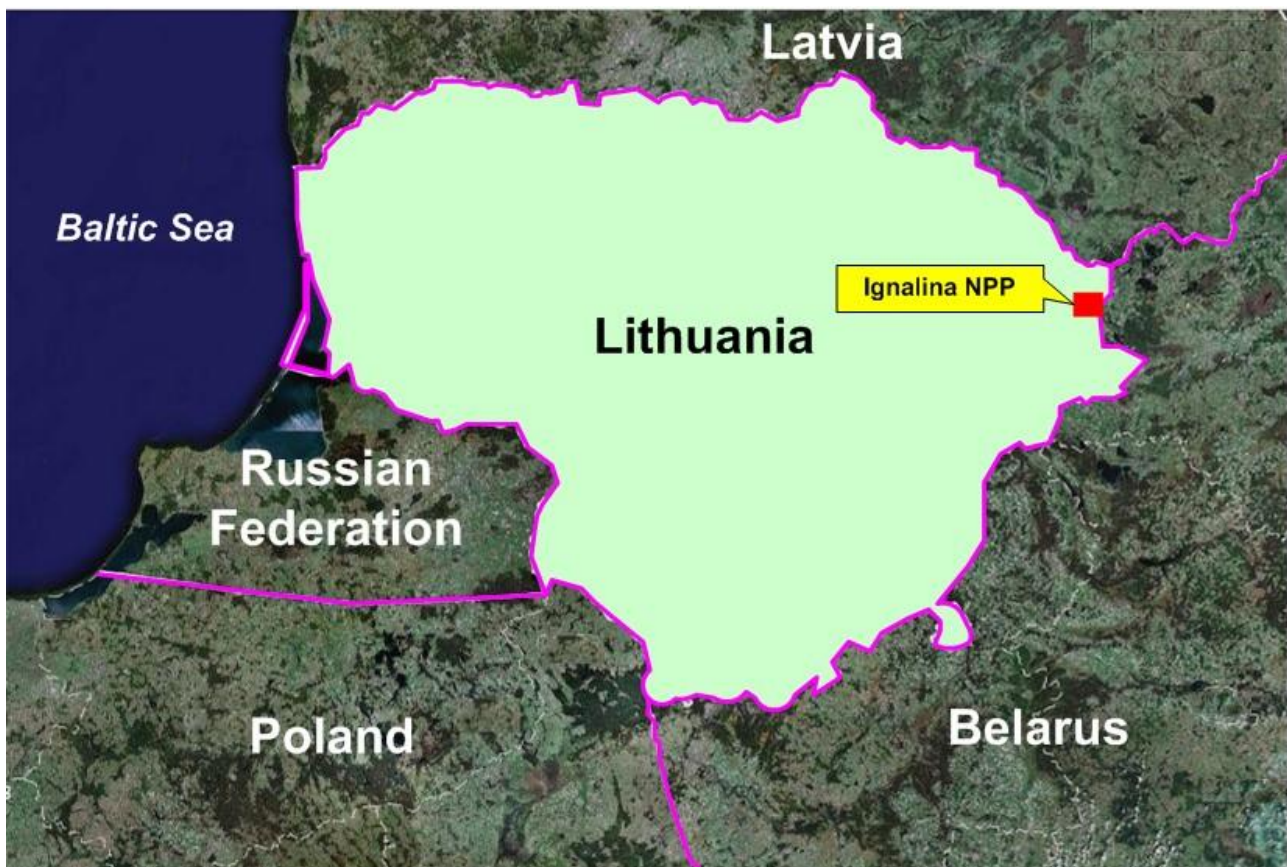 Latvia
Baltic Sea
Ignalina NPP
Lithuania
Russian
Federation
Poland
Belarus